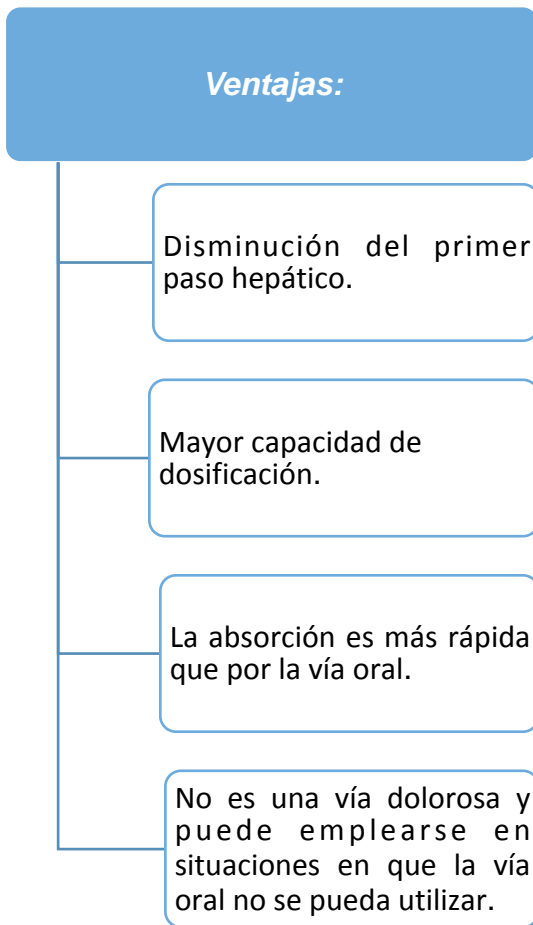 Ventajas:
Disminución del primer
paso hepático.
Mayor capacidad de
dosificación.
La absorción es más rápida
que por la vía oral.
No es una vía dolorosa y
puede emplearse en
situaciones en que la vía
oral no se pueda utilizar.